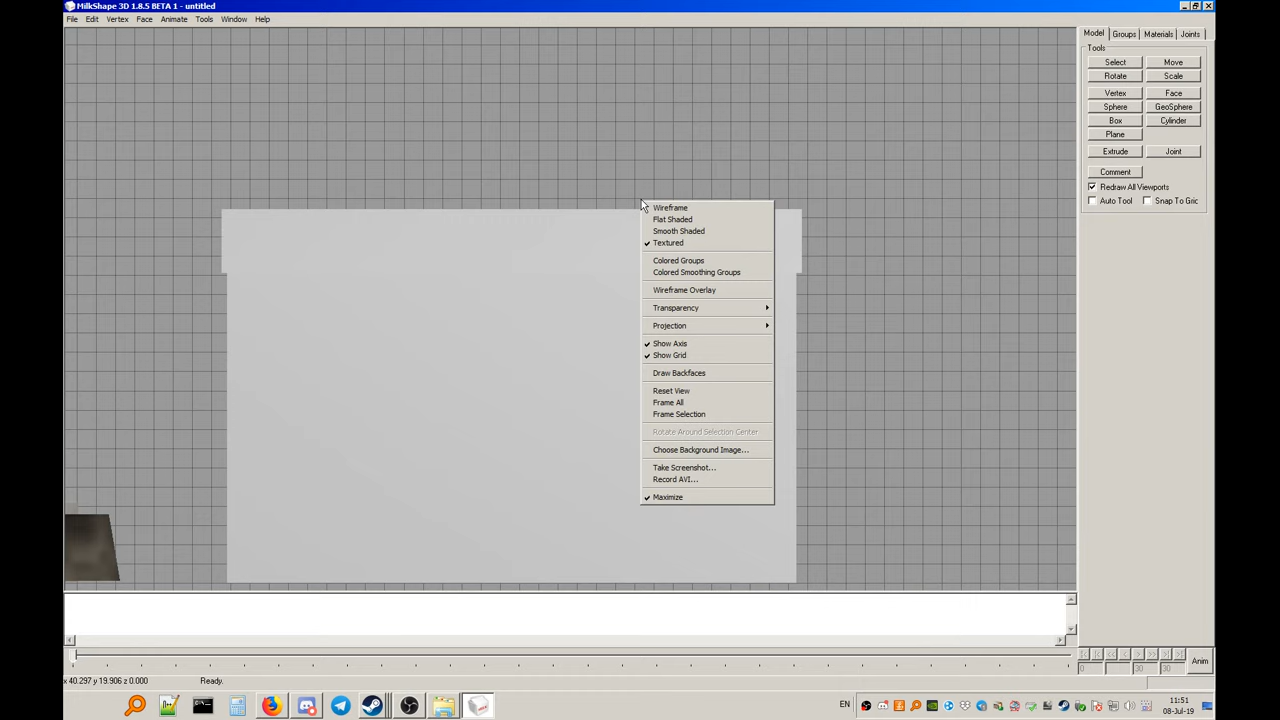 MilkShape 3D 1.8.5 BETA 1 - untitled
File Edit Vertex Face Animate Tools Window Help
Model Groups Materials Joints
Tools
Select Move
Rotate Scale
Vertex Face
Sphere GeoSphere
Box Cylinder
Plane
Extrude Joint
Comment
Redraw All Viewports
Auto Tool Snap To Gric
Wireframe
Flat Shaded
Smooth Shaded
Textured
Colored Groups
Colored Smoothing Groups
Wireframe Overlay
Transparency
Projection
Show Axis
Show Grid
Draw Backfaces
Reset View
Frame All
Frame Selection
Rotate Around Selection Center
Choose Background Image...
Take Screenshot...
Record AVI...
Maximize
Anim
0 30 30
x 40.297 y 19.906 z 0.000 Ready.
EN
11:51
08-Jul-19